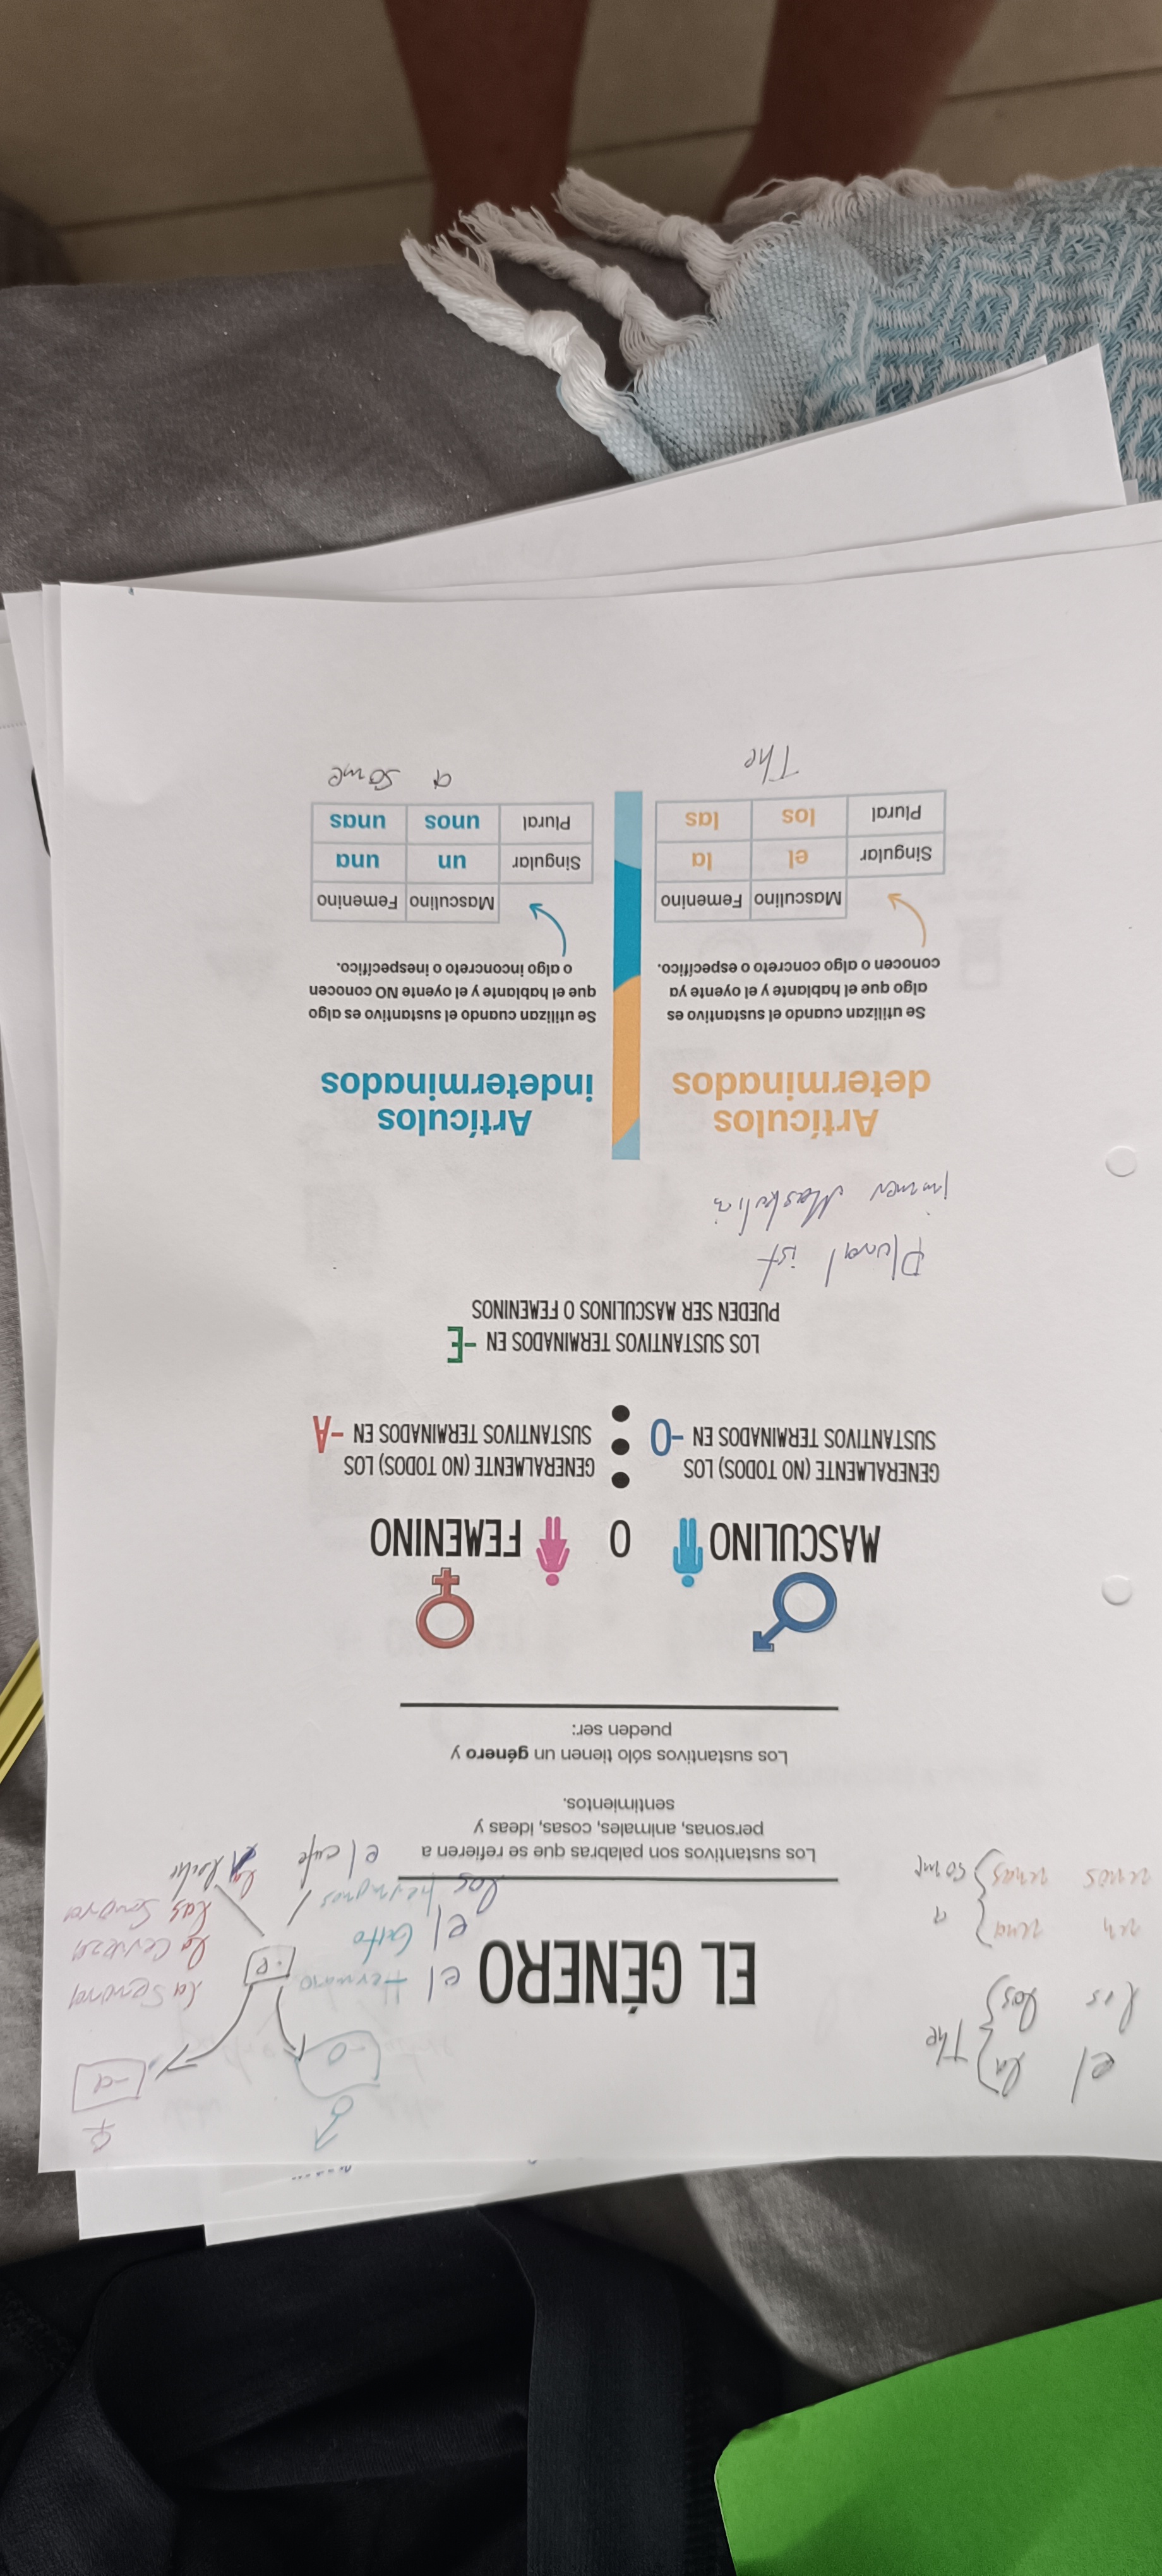 ♂
♀
-o
-a
el la } The
los las
un una } a
unos unas } some
el Hermano
el Gato
los hermanos
-e
el cafe
la leche
la Senora
la Cerveza
las Senora
EL GÉNERO
Los sustantivos son palabras que se refieren a
personas, animales, cosas, ideas y
sentimientos.
Los sustantivos sólo tienen un género y
pueden ser:
MASCULINO O FEMENINO
GENERALMENTE (NO TODOS) LOS
SUSTANTIVOS TERMINADOS EN -O
GENERALMENTE (NO TODOS) LOS
SUSTANTIVOS TERMINADOS EN -A
LOS SUSTANTIVOS TERMINADOS EN -E
PUEDEN SER MASCULINOS O FEMENINOS
Plural ist
immer Maskulin
Artículos
determinados
Se utilizan cuando el sustantivo es
algo que el hablante y el oyente ya
conocen o algo concreto o específico.
Masculino Femenino
Singular el la
Plural los las
The
Artículos
indeterminados
Se utilizan cuando el sustantivo es algo
que el hablante y el oyente NO conocen
o algo inconcreto o inespecífico.
Masculino Femenino
Singular un una
Plural unos unas
a some